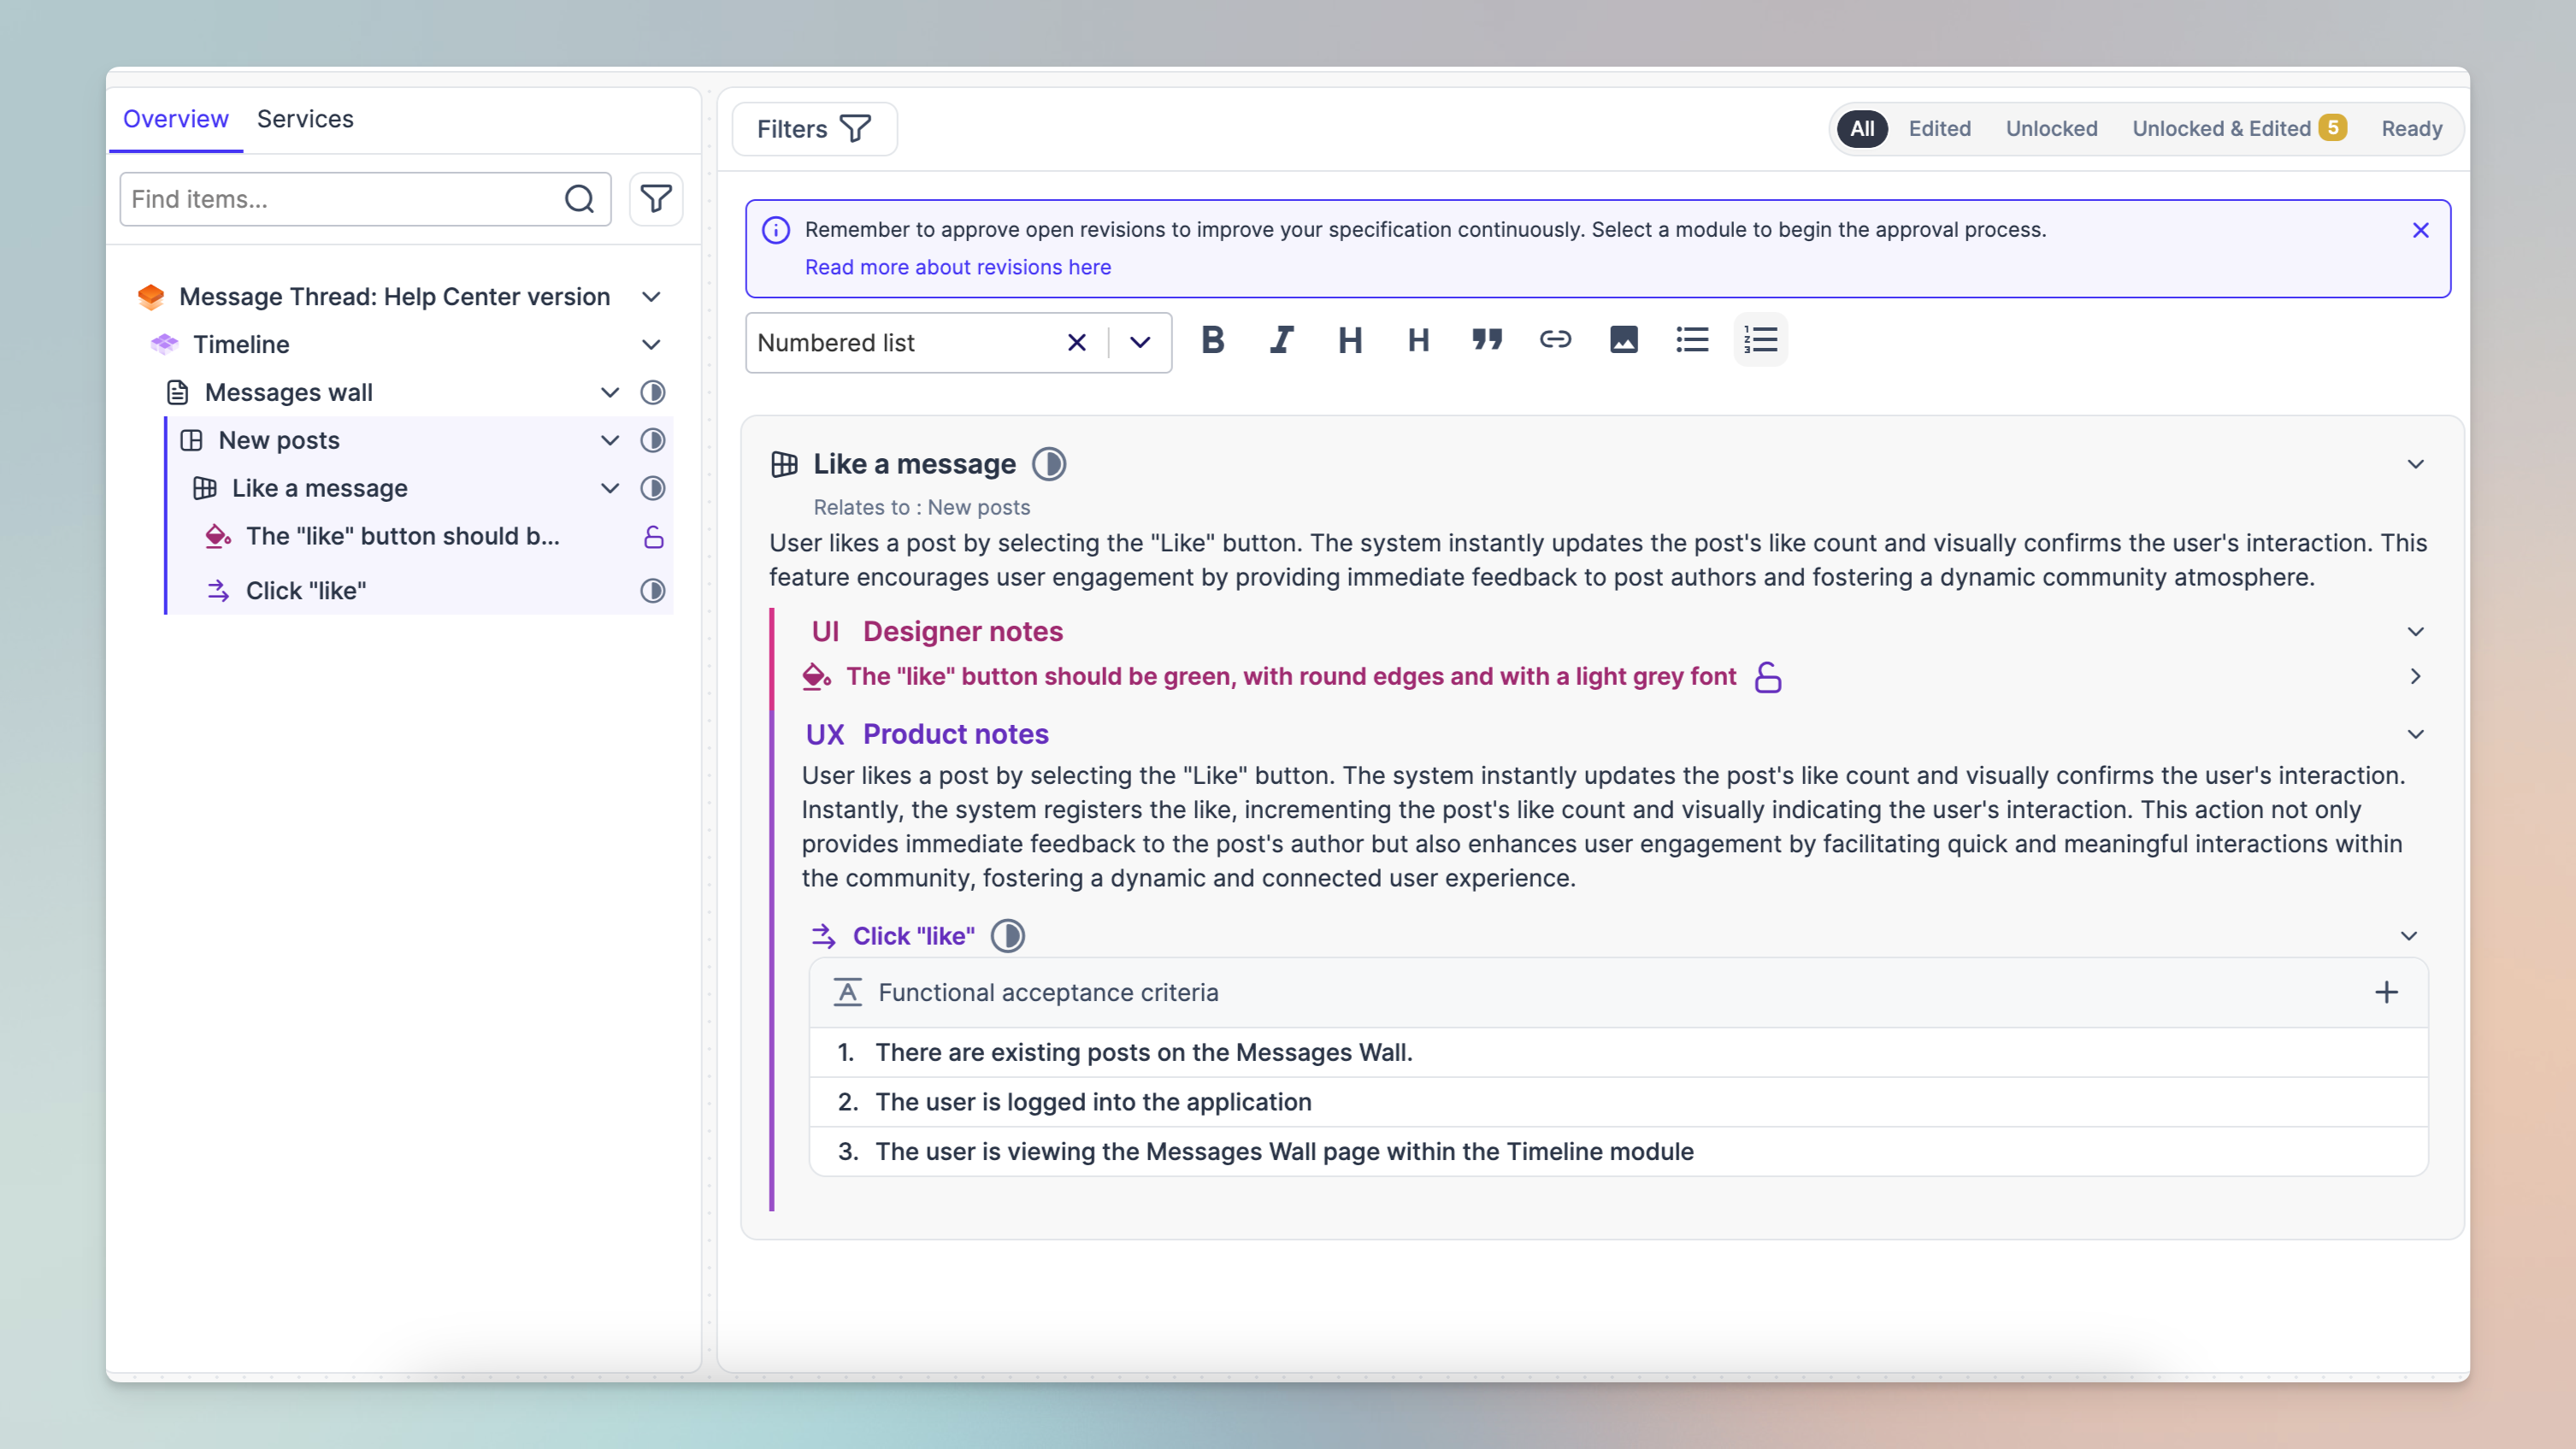 Overview Services
Find items...
Message Thread: Help Center version
Timeline
Messages wall
New posts
Like a message
The "like" button should b...
Click "like"
Filters
All Edited Unlocked Unlocked & Edited 5 Ready
Remember to approve open revisions to improve your specification continuously. Select a module to begin the approval process.
Read more about revisions here
Numbered list
B I H H
Like a message
Relates to : New posts
User likes a post by selecting the "Like" button. The system instantly updates the post's like count and visually confirms the user's interaction. This
feature encourages user engagement by providing immediate feedback to post authors and fostering a dynamic community atmosphere.
UI Designer notes
The "like" button should be green, with round edges and with a light grey font
UX Product notes
User likes a post by selecting the "Like" button. The system instantly updates the post's like count and visually confirms the user's interaction.
Instantly, the system registers the like, incrementing the post's like count and visually indicating the user's interaction. This action not only
provides immediate feedback to the post's author but also enhances user engagement by facilitating quick and meaningful interactions within
the community, fostering a dynamic and connected user experience.
Click "like"
Functional acceptance criteria
1. There are existing posts on the Messages Wall.
2. The user is logged into the application
3. The user is viewing the Messages Wall page within the Timeline module